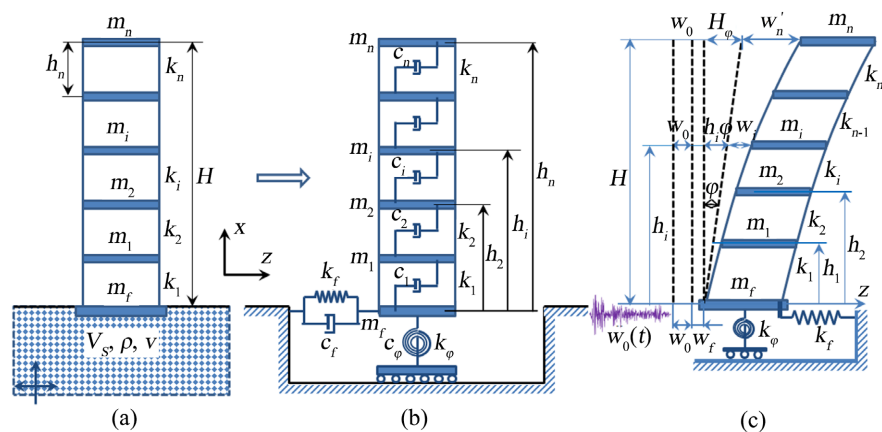 m_n
h_n
k_n
m_i
k_i
H
m_2
k_2
m_1
k_1
m_f
V_S, ρ, v
x
z
(a)
m_n
c_n
k_n
m_i
c_i
h_n
m_2
c_2
k_2
h_i
h_2
m_1
c_1
k_1
k_f
m_f
c_f
c_φ
k_φ
(b)
w_0
H_φ
w_n'
m_n
k_n
w_0
h_iφ
w_i
m_i
k_{n-1}
H
φ
m_2
k_i
h_i
m_1
k_2
h_2
m_f
k_1
h_1
z
w_0(t)
w_0
w_f
k_φ
k_f
(c)